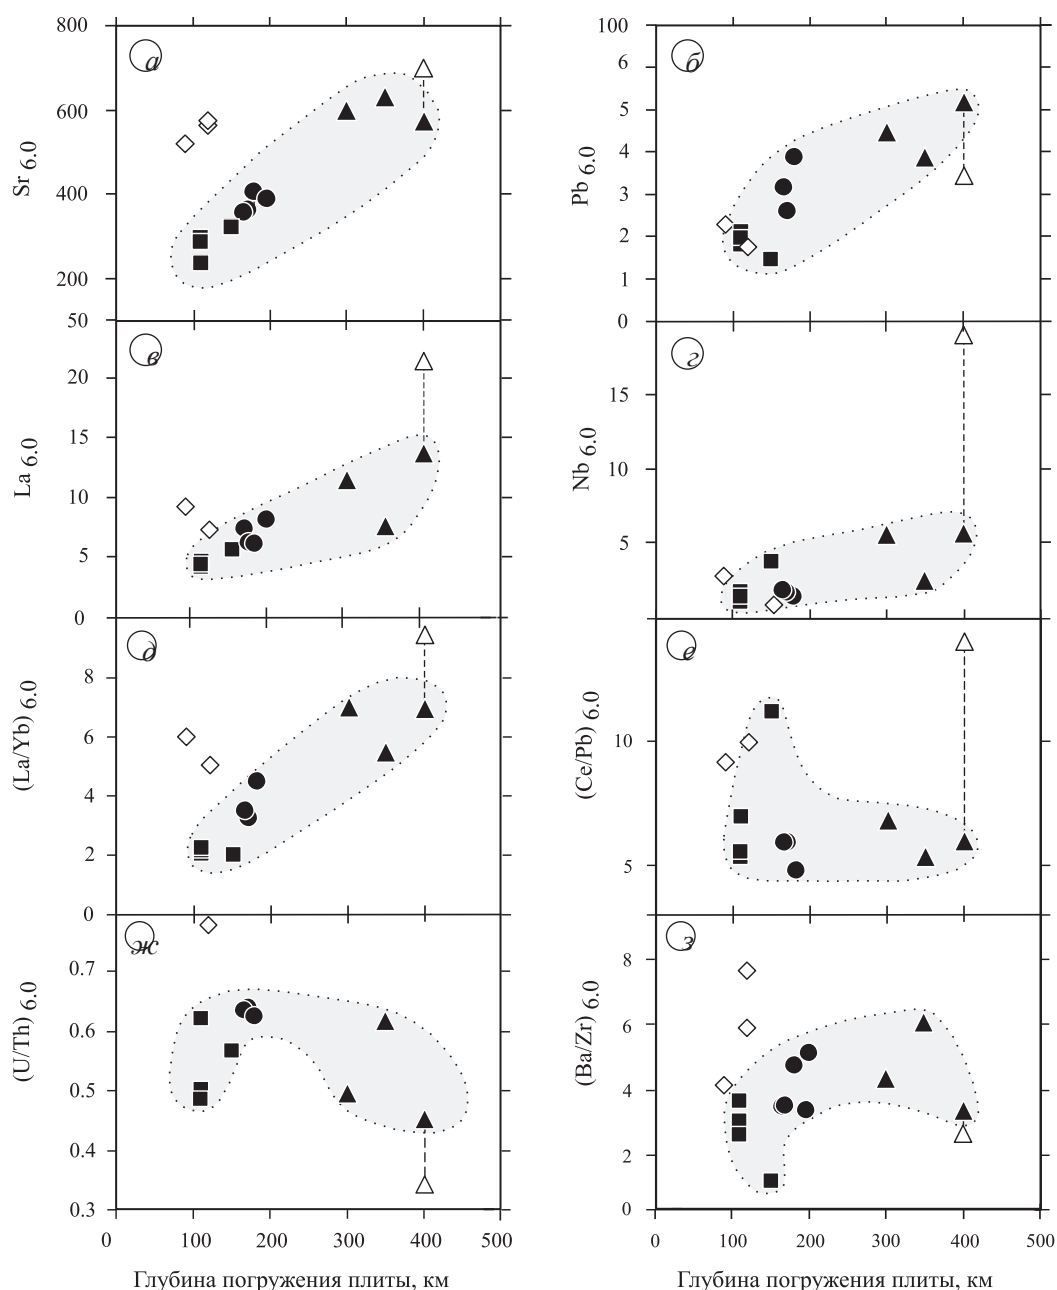 800
600
400
200
50
Sr 6.0
а
100
6
5
4
3
2
1
0
Pb 6.0
б
20
15
10
5
0
La 6.0
в
15
10
5
0
Nb 6.0
г
8
6
4
2
0
(La/Yb) 6.0
д
10
5
(Ce/Pb) 6.0
е
0.7
0.6
0.5
0.4
0.3
(U/Th) 6.0
ж
8
6
4
2
0
(Ba/Zr) 6.0
з
0 100 200 300 400 500
0 100 200 300 400 500
Глубина погружения плиты, км
Глубина погружения плиты, км